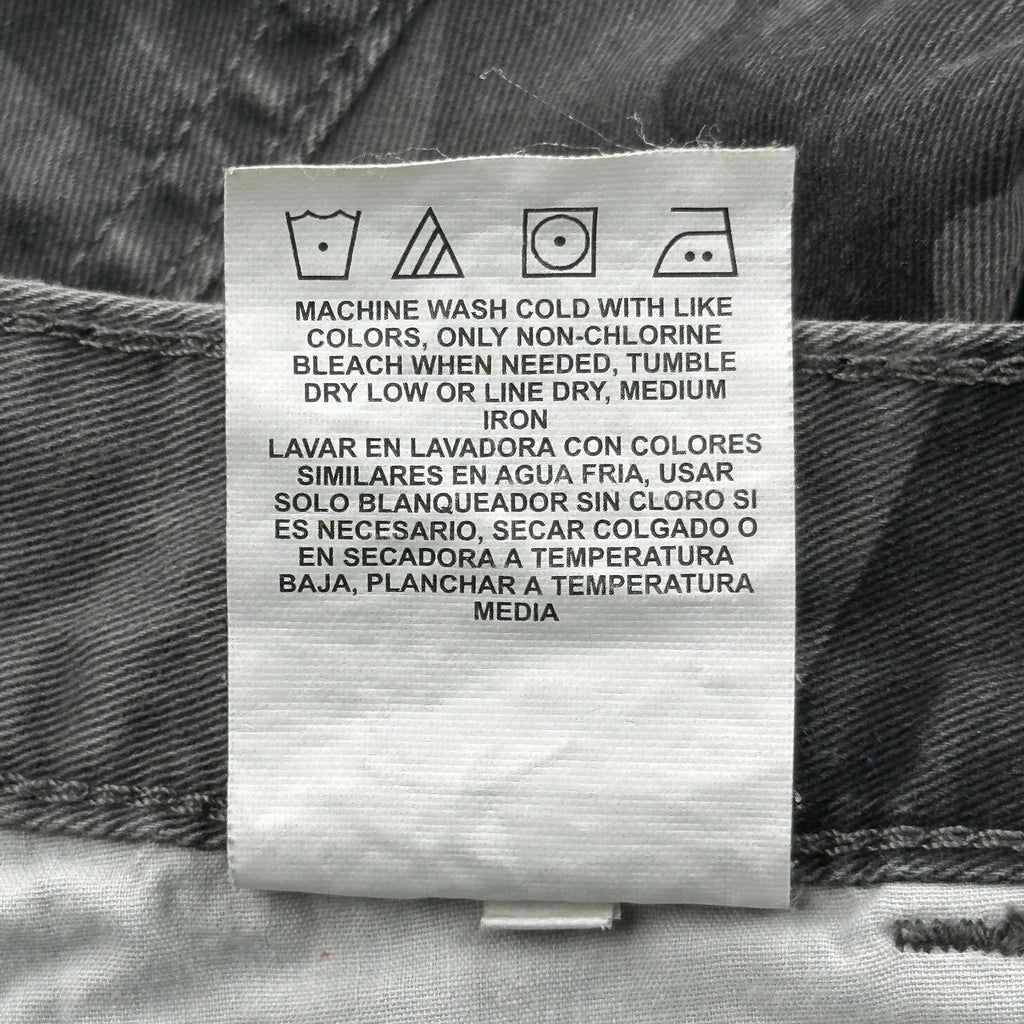 MACHINE WASH COLD WITH LIKE
COLORS, ONLY NON-CHLORINE
BLEACH WHEN NEEDED, TUMBLE
DRY LOW OR LINE DRY, MEDIUM
IRON
LAVAR EN LAVADORA CON COLORES
SIMILARES EN AGUA FRIA, USAR
SOLO BLANQUEADOR SIN CLORO SI
ES NECESARIO, SECAR COLGADO O
EN SECADORA A TEMPERATURA
BAJA, PLANCHAR A TEMPERATURA
MEDIA